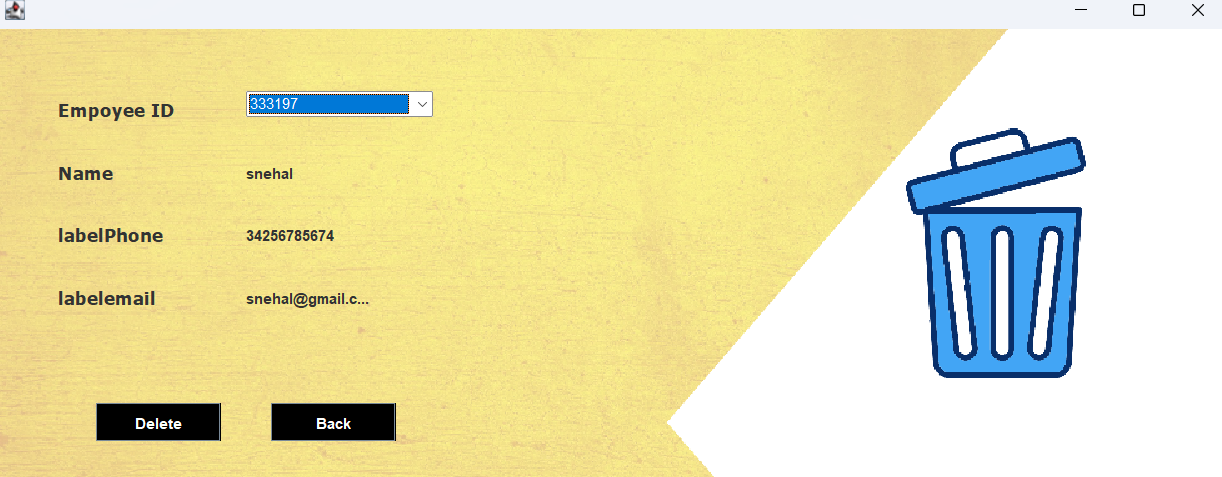 Empoyee ID 333197
Name snehal
labelPhone 34256785674
labelemail snehal@gmail.c...
Delete Back